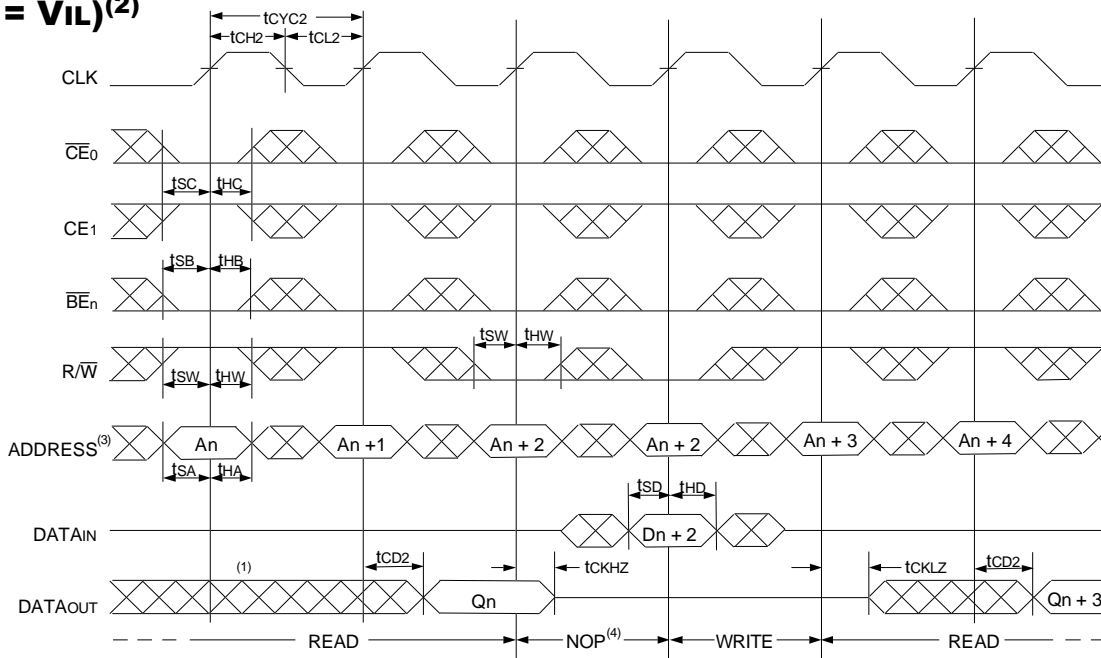 = VIL)(2)
tCYC2
tCH2 tCL2
CLK
CE0
tSC tHC
CE1
tSB tHB
BEn
tSW tHW
R/W
tSW tHW
ADDRESS(3) An An +1 An + 2 An + 2 An + 3 An + 4
tSA tHA
tSD tHD
DATAIN Dn + 2
(1) tCD2 tCKHZ tCKLZ tCD2
DATAOUT Qn Qn + 3
READ NOP(4) WRITE READ